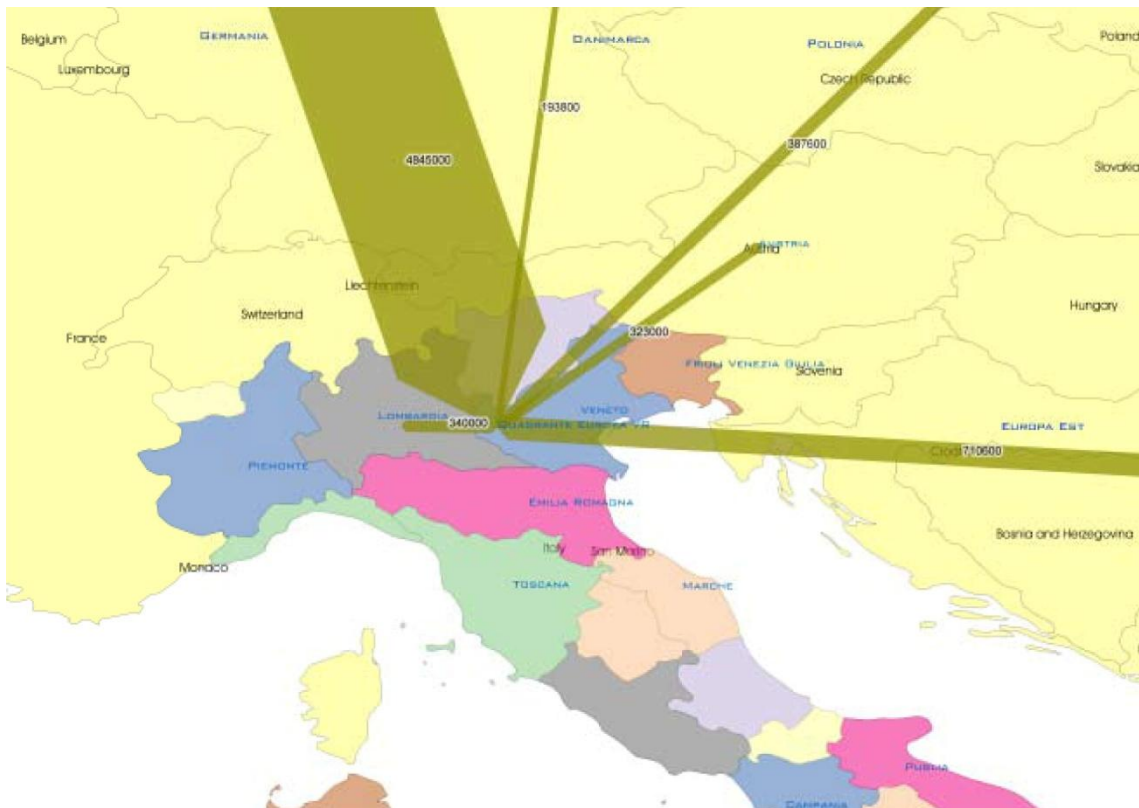 Belgium
GERMANIA
DANIMARCA
POLONIA
Poland
Luxembourg
Czech Republic
193800
387600
4845000
Slovakia
AUSTRIA
Austria
Liechtenstein
Switzerland
Hungary
France
323000
FRIULI VENEZIA GIULIA
Slovenia
LOMBARDIA
340000
VENETO
QUADRANTE EUROPA VR
EUROPA EST
710600
PIEMONTE
EMILIA ROMAGNA
Bosnia and Herzegovina
Italy
San Marino
Monaco
TOSCANA
MARCHE
PUGLIA
CAMPANIA